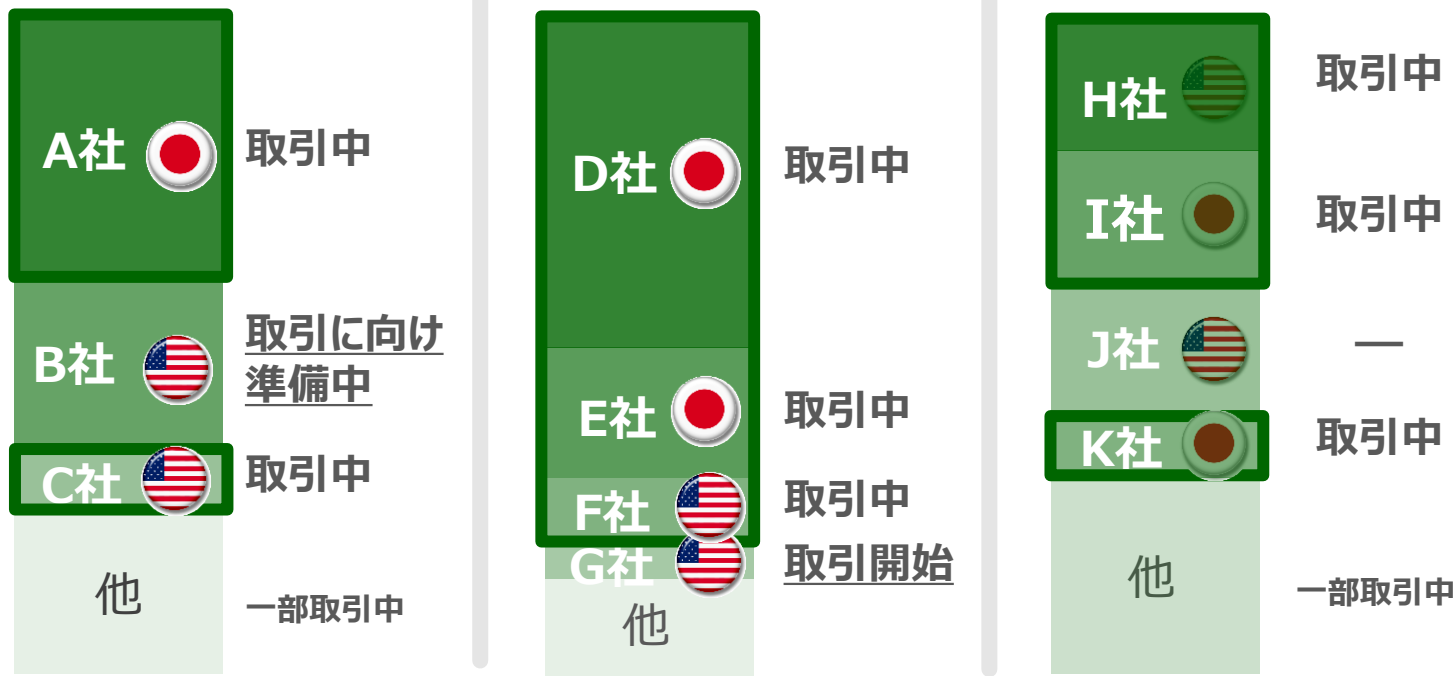 A社
取引中
B社
取引に向け
準備中
C社
取引中
他
一部取引中
D社
取引中
E社
取引中
F社
取引中
G社
取引開始
他
H社
取引中
I社
取引中
J社
―
K社
取引中
他
一部取引中